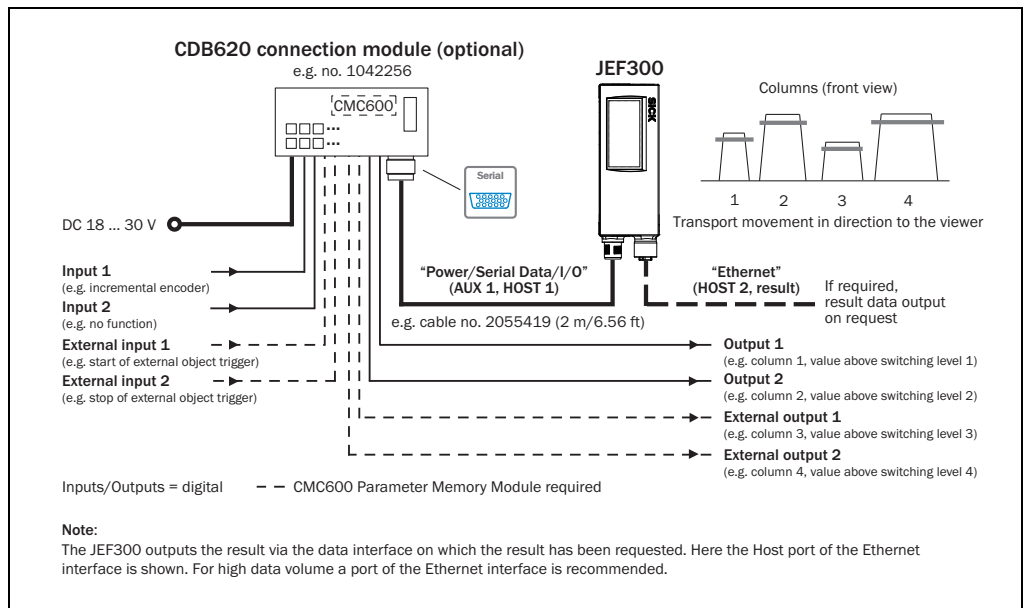 CDB620 connection module (optional)
e.g. no. 1042256
CMC600
...
...
Serial
JEF300
SICK
Columns (front view)
1 2 3 4
Transport movement in direction to the viewer
DC 18 ... 30 V
Input 1
(e.g. incremental encoder)
Input 2
(e.g. no function)
External input 1
(e.g. start of external object trigger)
External input 2
(e.g. stop of external object trigger)
“Power/Serial Data/I/O”
(AUX 1, HOST 1)
e.g. cable no. 2055419 (2 m/6.56 ft)
“Ethernet”
(HOST 2, result)
If required,
result data output
on request
Output 1
(e.g. column 1, value above switching level 1)
Output 2
(e.g. column 2, value above switching level 2)
External output 1
(e.g. column 3, value above switching level 3)
External output 2
(e.g. column 4, value above switching level 4)
Inputs/Outputs = digital – – CMC600 Parameter Memory Module required
Note:
The JEF300 outputs the result via the data interface on which the result has been requested. Here the Host port of the Ethernet
interface is shown. For high data volume a port of the Ethernet interface is recommended.